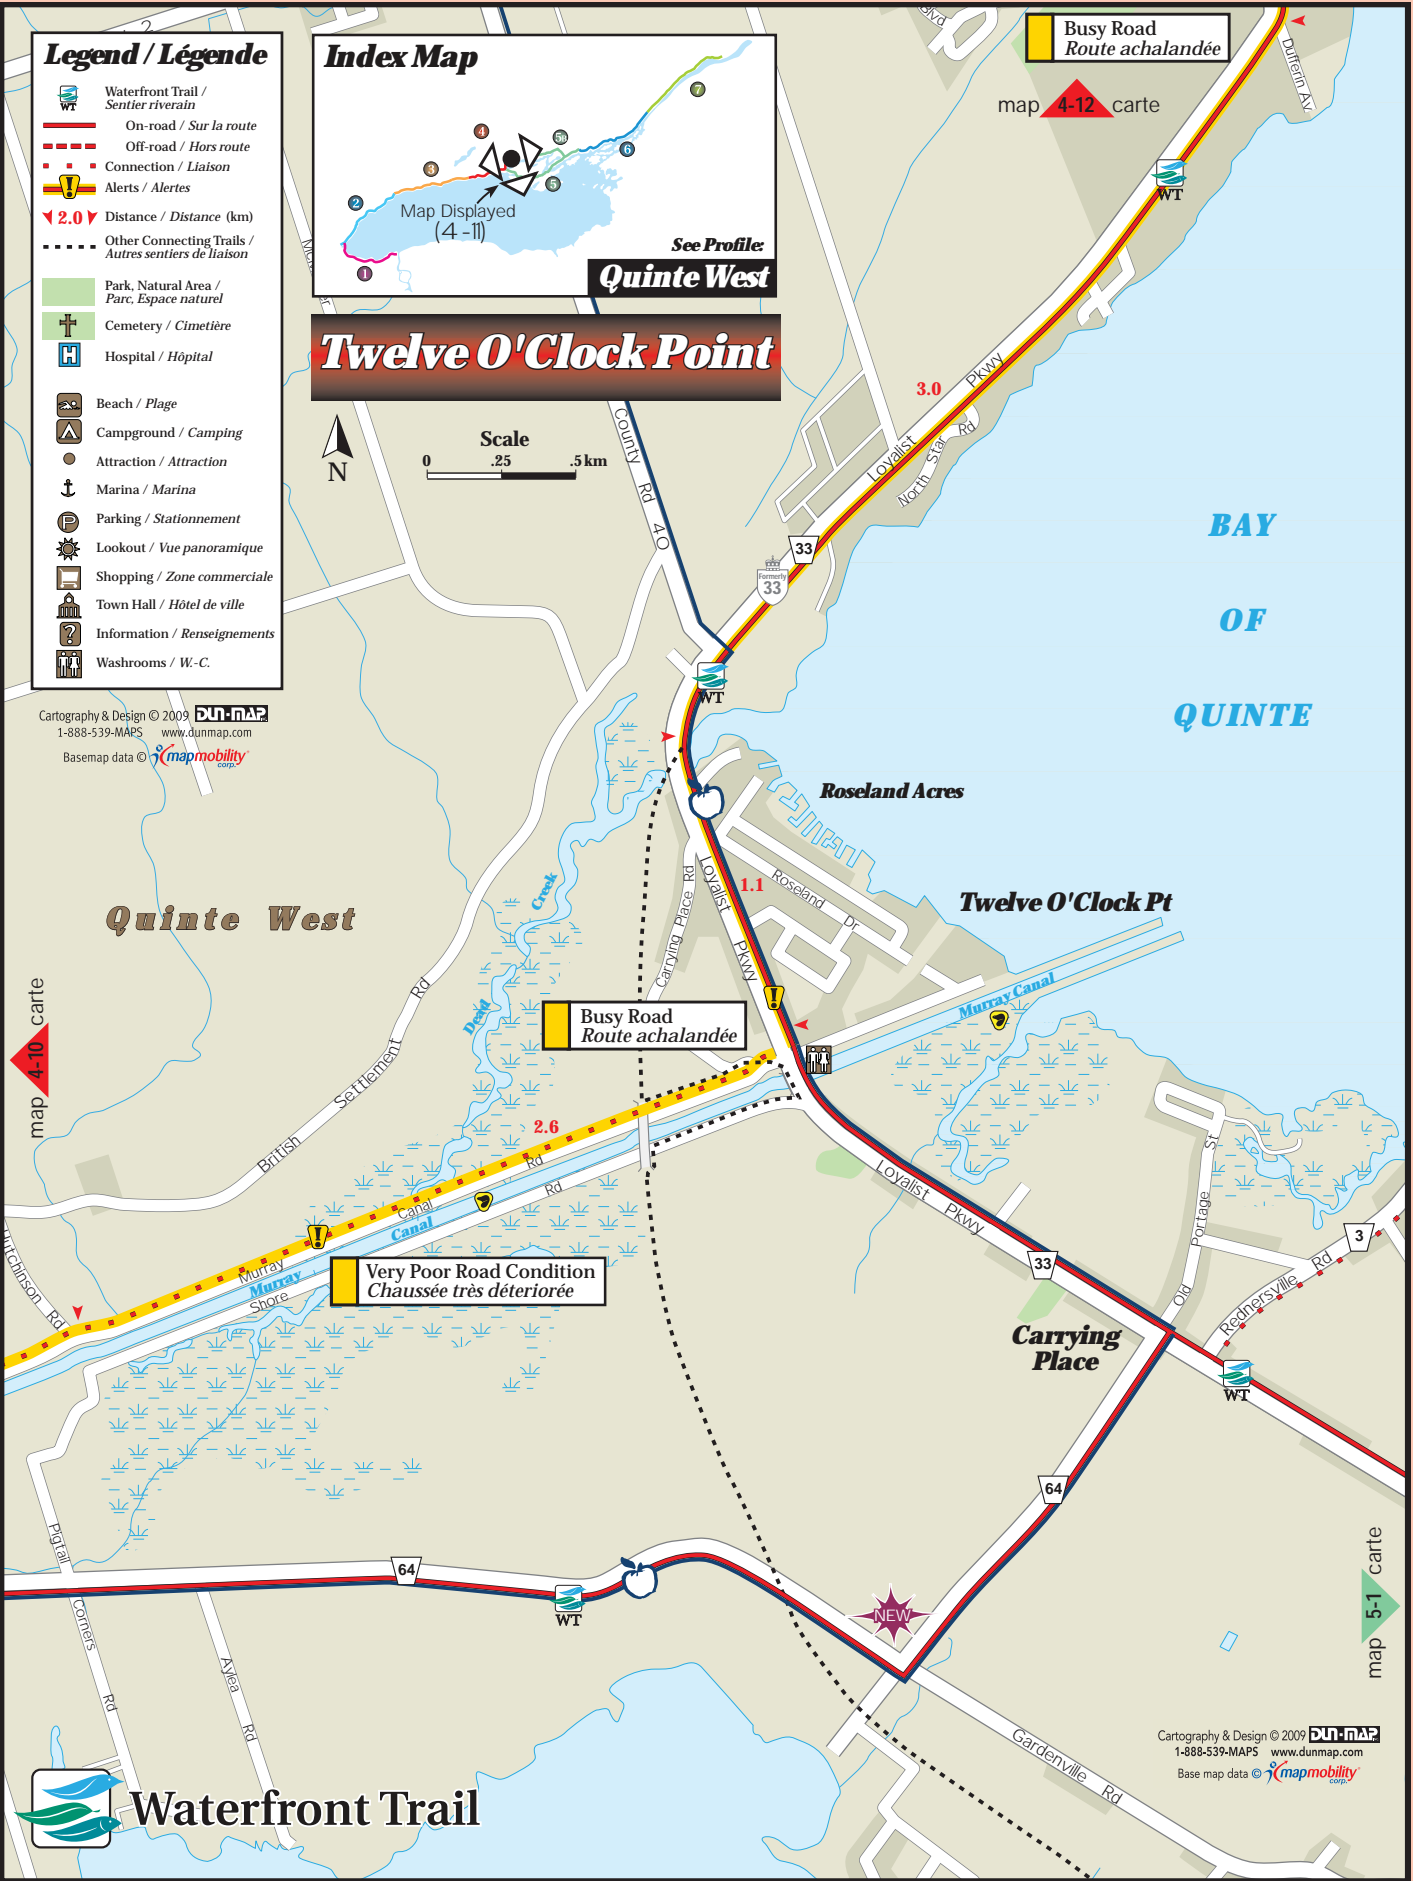 Legend / Légende
WT
Waterfront Trail /
Sentier riverain
On-road / Sur la route
Off-road / Hors route
Connection / Liaison
! Alerts / Alertes
2.0 Distance / Distance (km)
Other Connecting Trails /
Autres sentiers de liaison
Park, Natural Area /
Parc, Espace naturel
Cemetery / Cimetière
H Hospital / Hôpital
Beach / Plage
Campground / Camping
Attraction / Attraction
Marina / Marina
P Parking / Stationnement
Lookout / Vue panoramique
Shopping / Zone commerciale
Town Hall / Hôtel de ville
? Information / Renseignements
Washrooms / W.-C.
Cartography & Design © 2009 DUN·MAP
1-888-539-MAPS www.dunmap.com
Basemap data © mapmobility corp.
Index Map
1
2
3
4
5
5B
6
7
Map Displayed
(4 -11)
See Profile:
Quinte West
Twelve O'Clock Point
N
Scale
0 .25 .5 km
2
Blvd
Busy Road
Route achalandée
map 4-12 carte
Dufferin Av
WT
3.0
Loyalist Pkwy
North Star Rd
County Rd 40
33
Formerly
33
BAY
OF
QUINTE
WT
Roseland Acres
1.1
Loyalist Pkwy
Carrying Place Rd
Roseland Dr
Twelve O'Clock Pt
Murray Canal
Quinte West
Dead Creek
British Settlement Rd
map 4-10 carte
Busy Road
Route achalandée
!
2.6
Murray Canal Rd
Murray Canal
Shore Rd
!
Very Poor Road Condition
Chaussée très déteriorée
Hutchinson Rd
Loyalist Pkwy
33
Old Portage St
Rednersville Rd
3
Carrying
Place
WT
64
64
WT
NEW
Pigtail Corners Rd
Aylea Rd
Gardenville Rd
map 5-1 carte
Cartography & Design © 2009 DUN·MAP
1-888-539-MAPS www.dunmap.com
Base map data © mapmobility corp.
Waterfront Trail